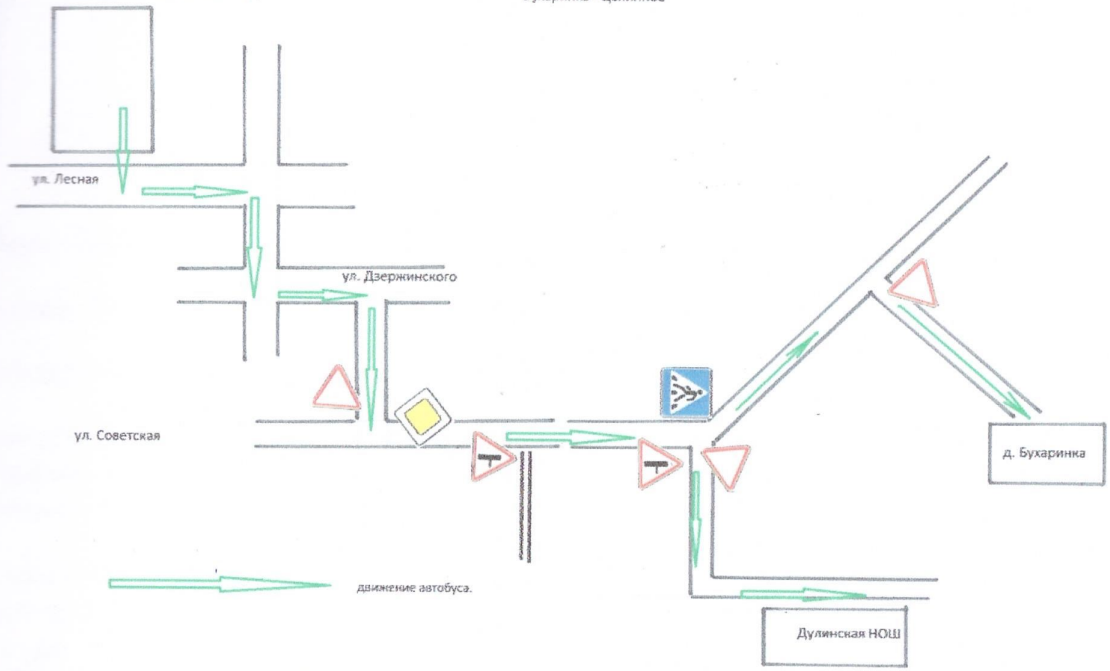 ул. Лесная
ул. Дзержинского
ул. Советская
д. Бухаринка
движение автобуса.
Дулинская НОШ